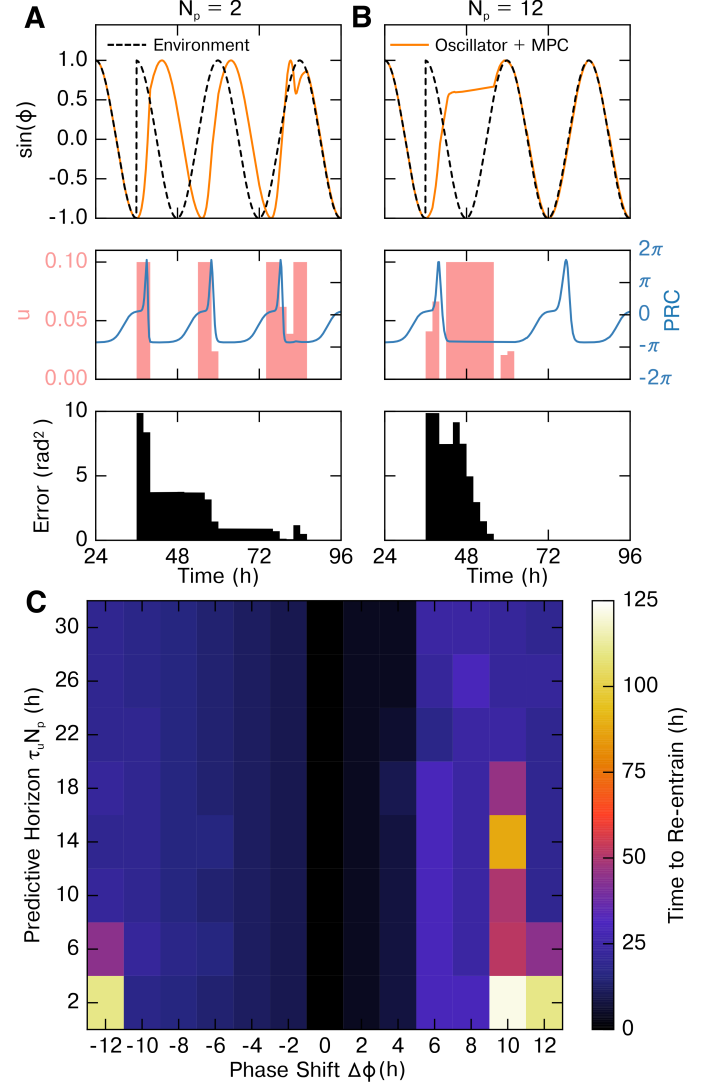 A N_p = 2
B N_p = 12
Environment
Oscillator + MPC
sin(ϕ)
1.0
0.5
0.0
-0.5
-1.0
u
0.10
0.05
0.00
2π
π
0
-π
-2π
PRC
Error (rad²)
10
5
0
24 48 72 96
24 48 72 96
Time (h)
Time (h)
C
Predictive Horizon τ_uN_p (h)
30
26
22
18
14
10
6
2
-12 -10 -8 -6 -4 -2 0 2 4 6 8 10 12
Phase Shift Δϕ(h)
125
100
75
50
25
0
Time to Re-entrain (h)